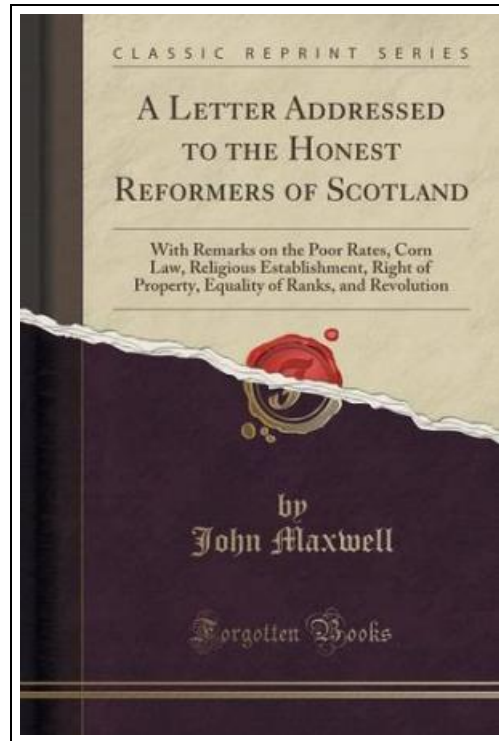 CLASSIC REPRINT SERIES
A LETTER ADDRESSED
TO THE HONEST
REFORMERS OF SCOTLAND
With Remarks on the Poor Rates, Corn
Law, Religious Establishment, Right of
Property, Equality of Ranks, and Revolution
F
by
John Maxwell
Forgotten Books